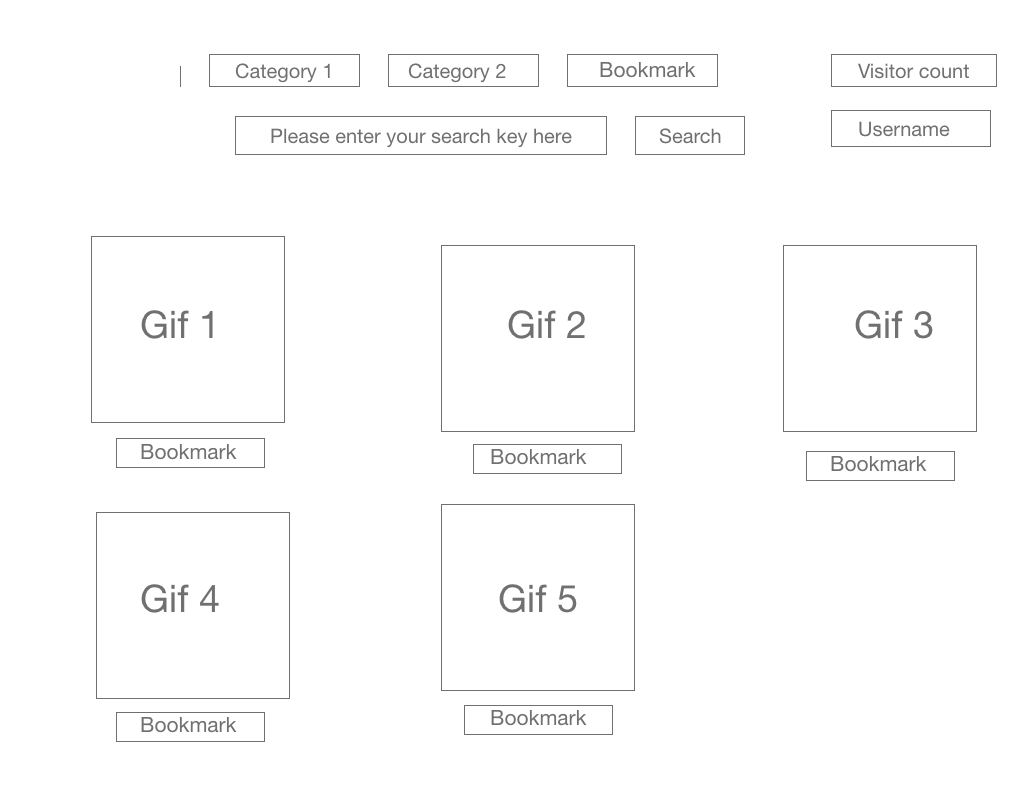 Category 1
Category 2
Bookmark
Visitor count
Please enter your search key here
Search
Username
Gif 1
Gif 2
Gif 3
Bookmark
Bookmark
Bookmark
Gif 4
Gif 5
Bookmark
Bookmark